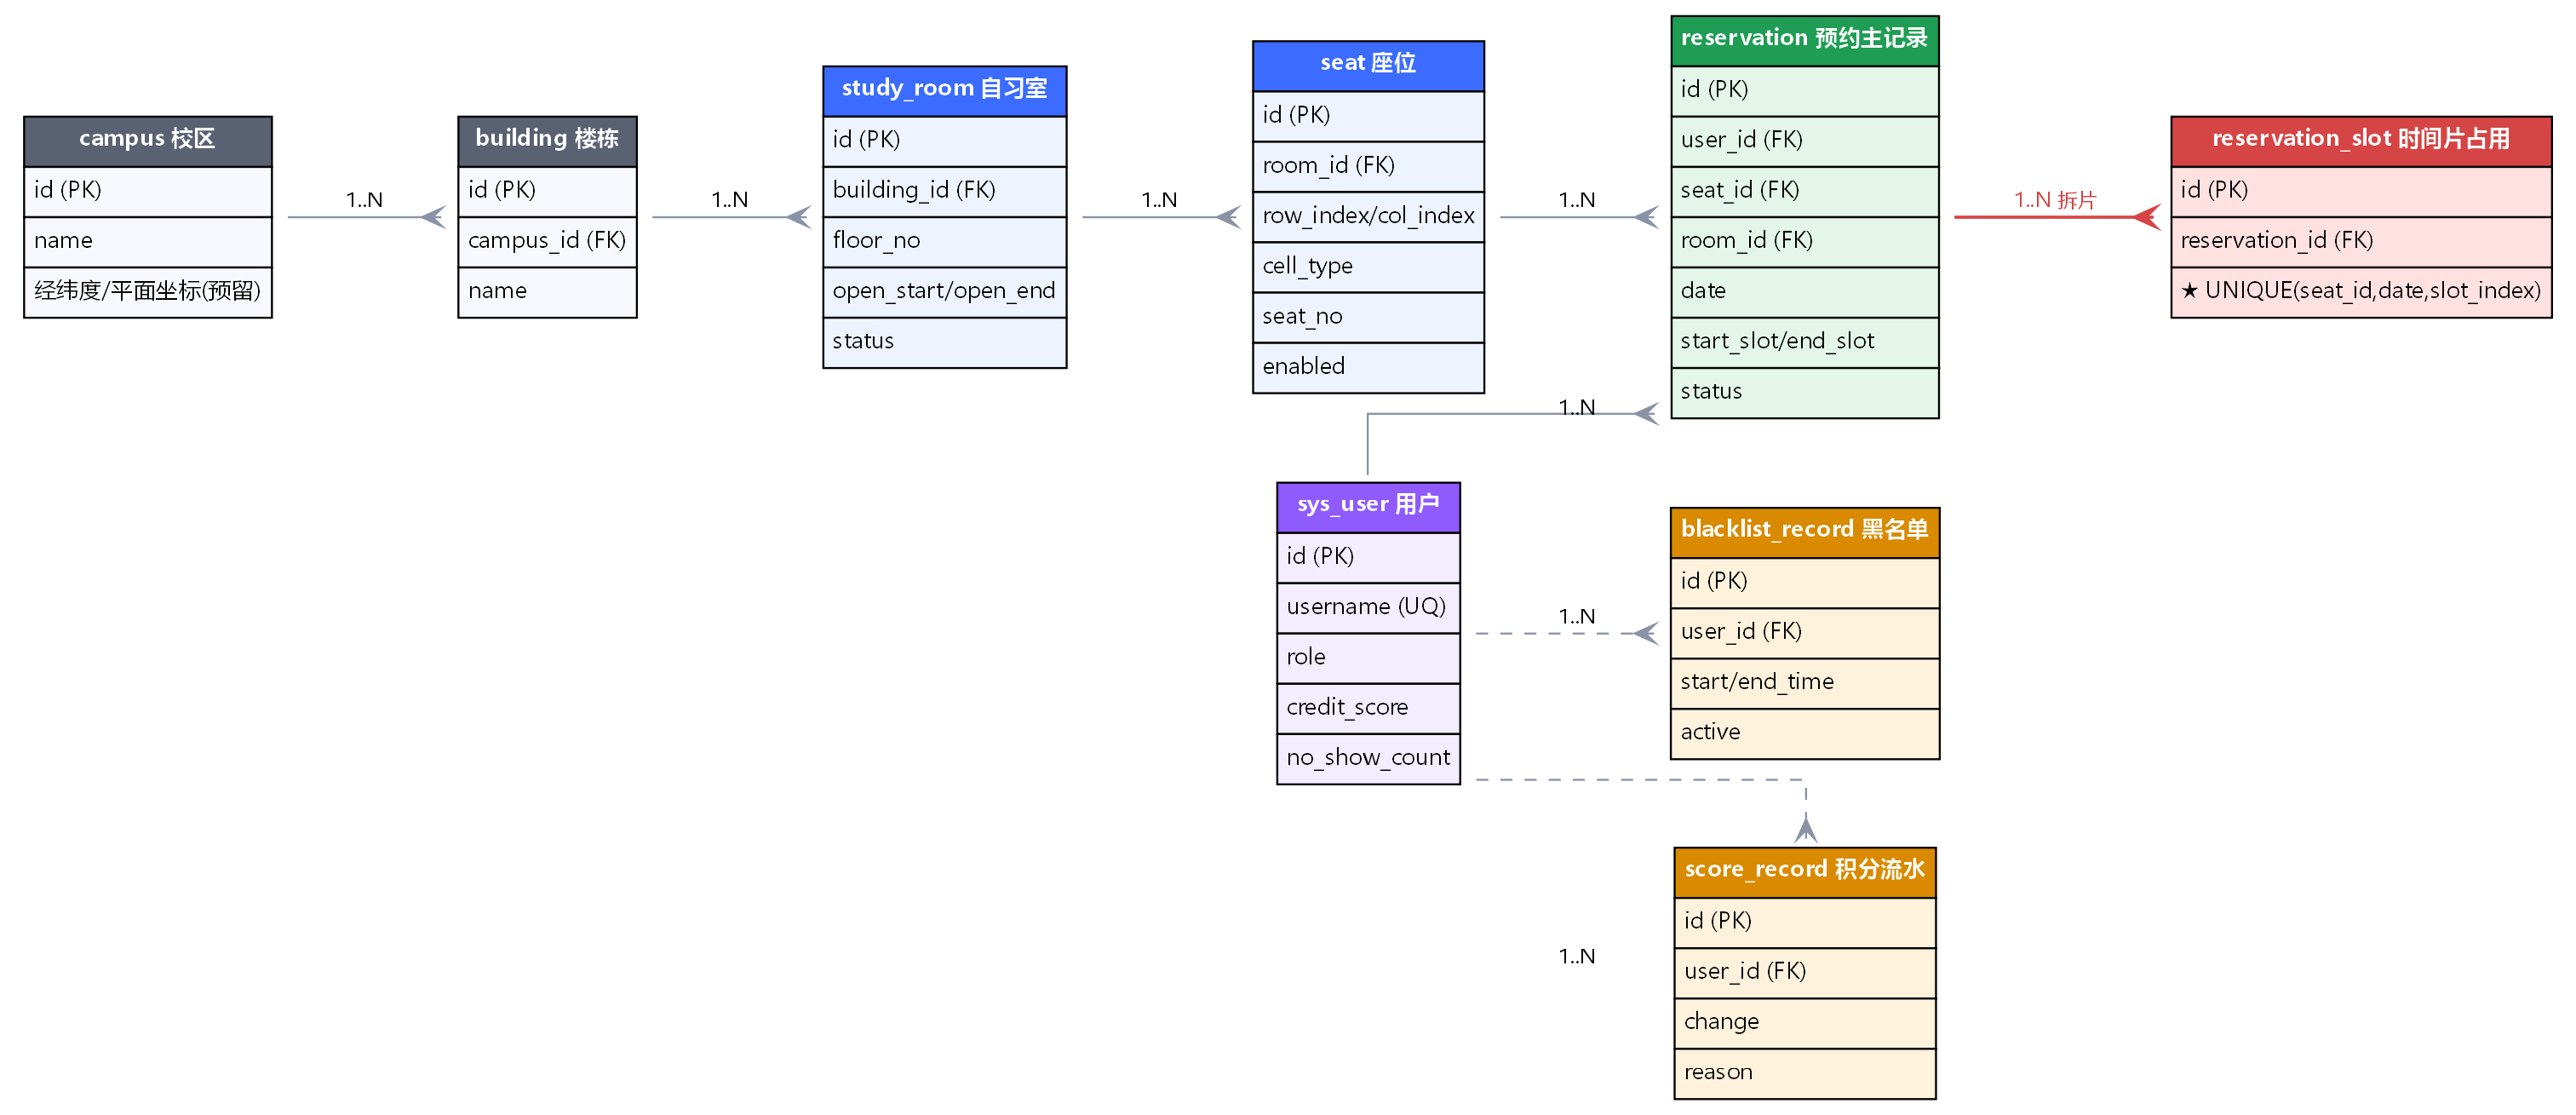 campus 校区
id (PK)
name
经纬度/平面坐标(预留)
1..N
building 楼栋
id (PK)
campus_id (FK)
name
1..N
study_room 自习室
id (PK)
building_id (FK)
floor_no
open_start/open_end
status
1..N
seat 座位
id (PK)
room_id (FK)
row_index/col_index
cell_type
seat_no
enabled
1..N
reservation 预约主记录
id (PK)
user_id (FK)
seat_id (FK)
room_id (FK)
date
start_slot/end_slot
status
1..N 拆片
reservation_slot 时间片占用
id (PK)
reservation_id (FK)
★ UNIQUE(seat_id,date,slot_index)
1..N
sys_user 用户
id (PK)
username (UQ)
role
credit_score
no_show_count
1..N
blacklist_record 黑名单
id (PK)
user_id (FK)
start/end_time
active
1..N
score_record 积分流水
id (PK)
user_id (FK)
change
reason